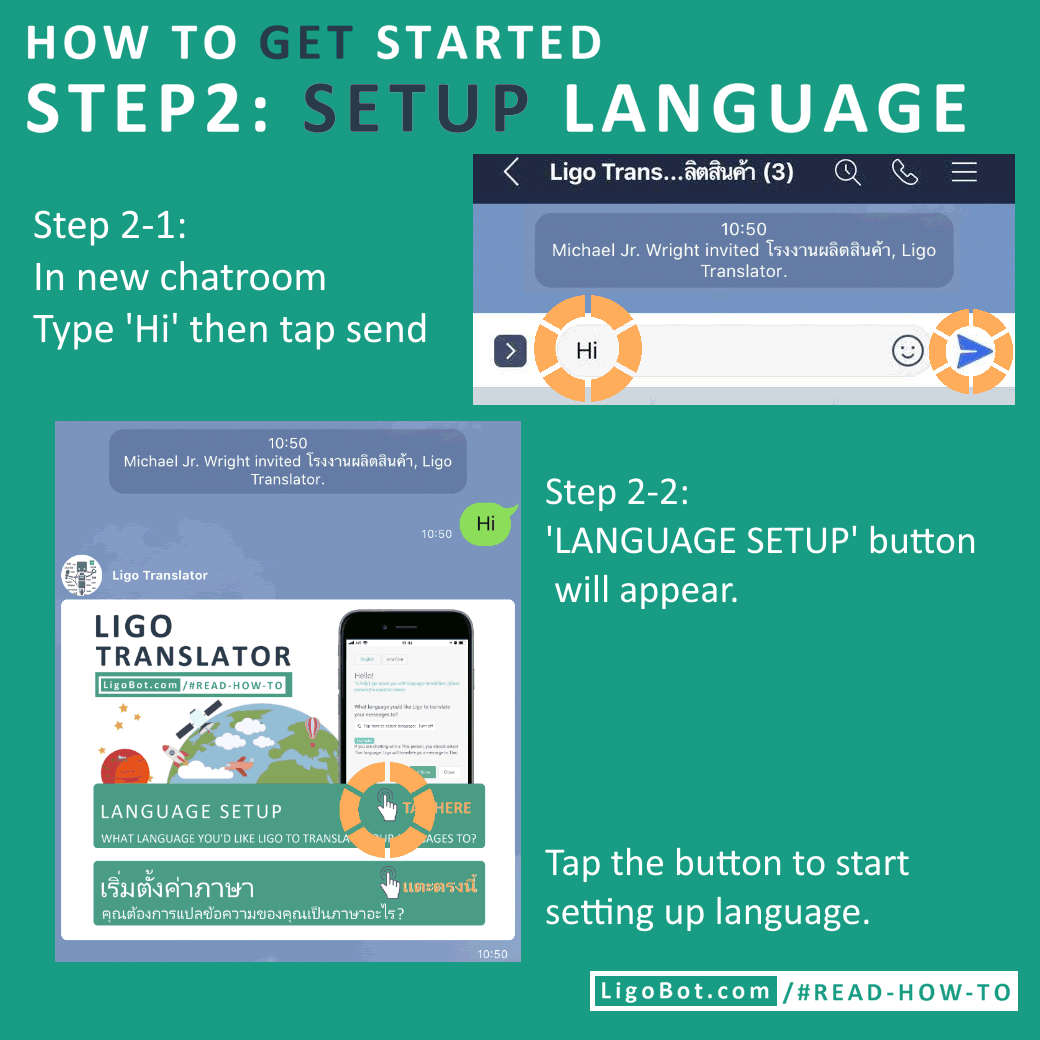 HOW TO GET STARTED
STEP2: SETUP LANGUAGE
Step 2-1:
In new chatroom
Type 'Hi' then tap send
Ligo Trans...ลิตสินค้า (3)
10:50
Michael Jr. Wright invited โรงงานผลิตสินค้า, Ligo
Translator.
Hi
10:50
Michael Jr. Wright invited โรงงานผลิตสินค้า, Ligo
Translator.
Hi
10:50
Ligo Translator
LIGO
TRANSLATOR
LigoBot.com /#READ-HOW-TO
English
Hello!
What language you'd like Ligo to translate
your messages to?
Tap here to select language
Turn off
Close
LANGUAGE SETUP
HERE
WHAT LANGUAGE YOU'D LIKE LIGO TO
TO?
เริ่มตั้งค่าภาษา
แตะตรงนี้
คุณต้องการแปลข้อความของคุณเป็นภาษาอะไร?
10:50
Step 2-2:
'LANGUAGE SETUP' button
will appear.
Tap the button to start
setting up language.
LigoBot.com /#READ-HOW-TO